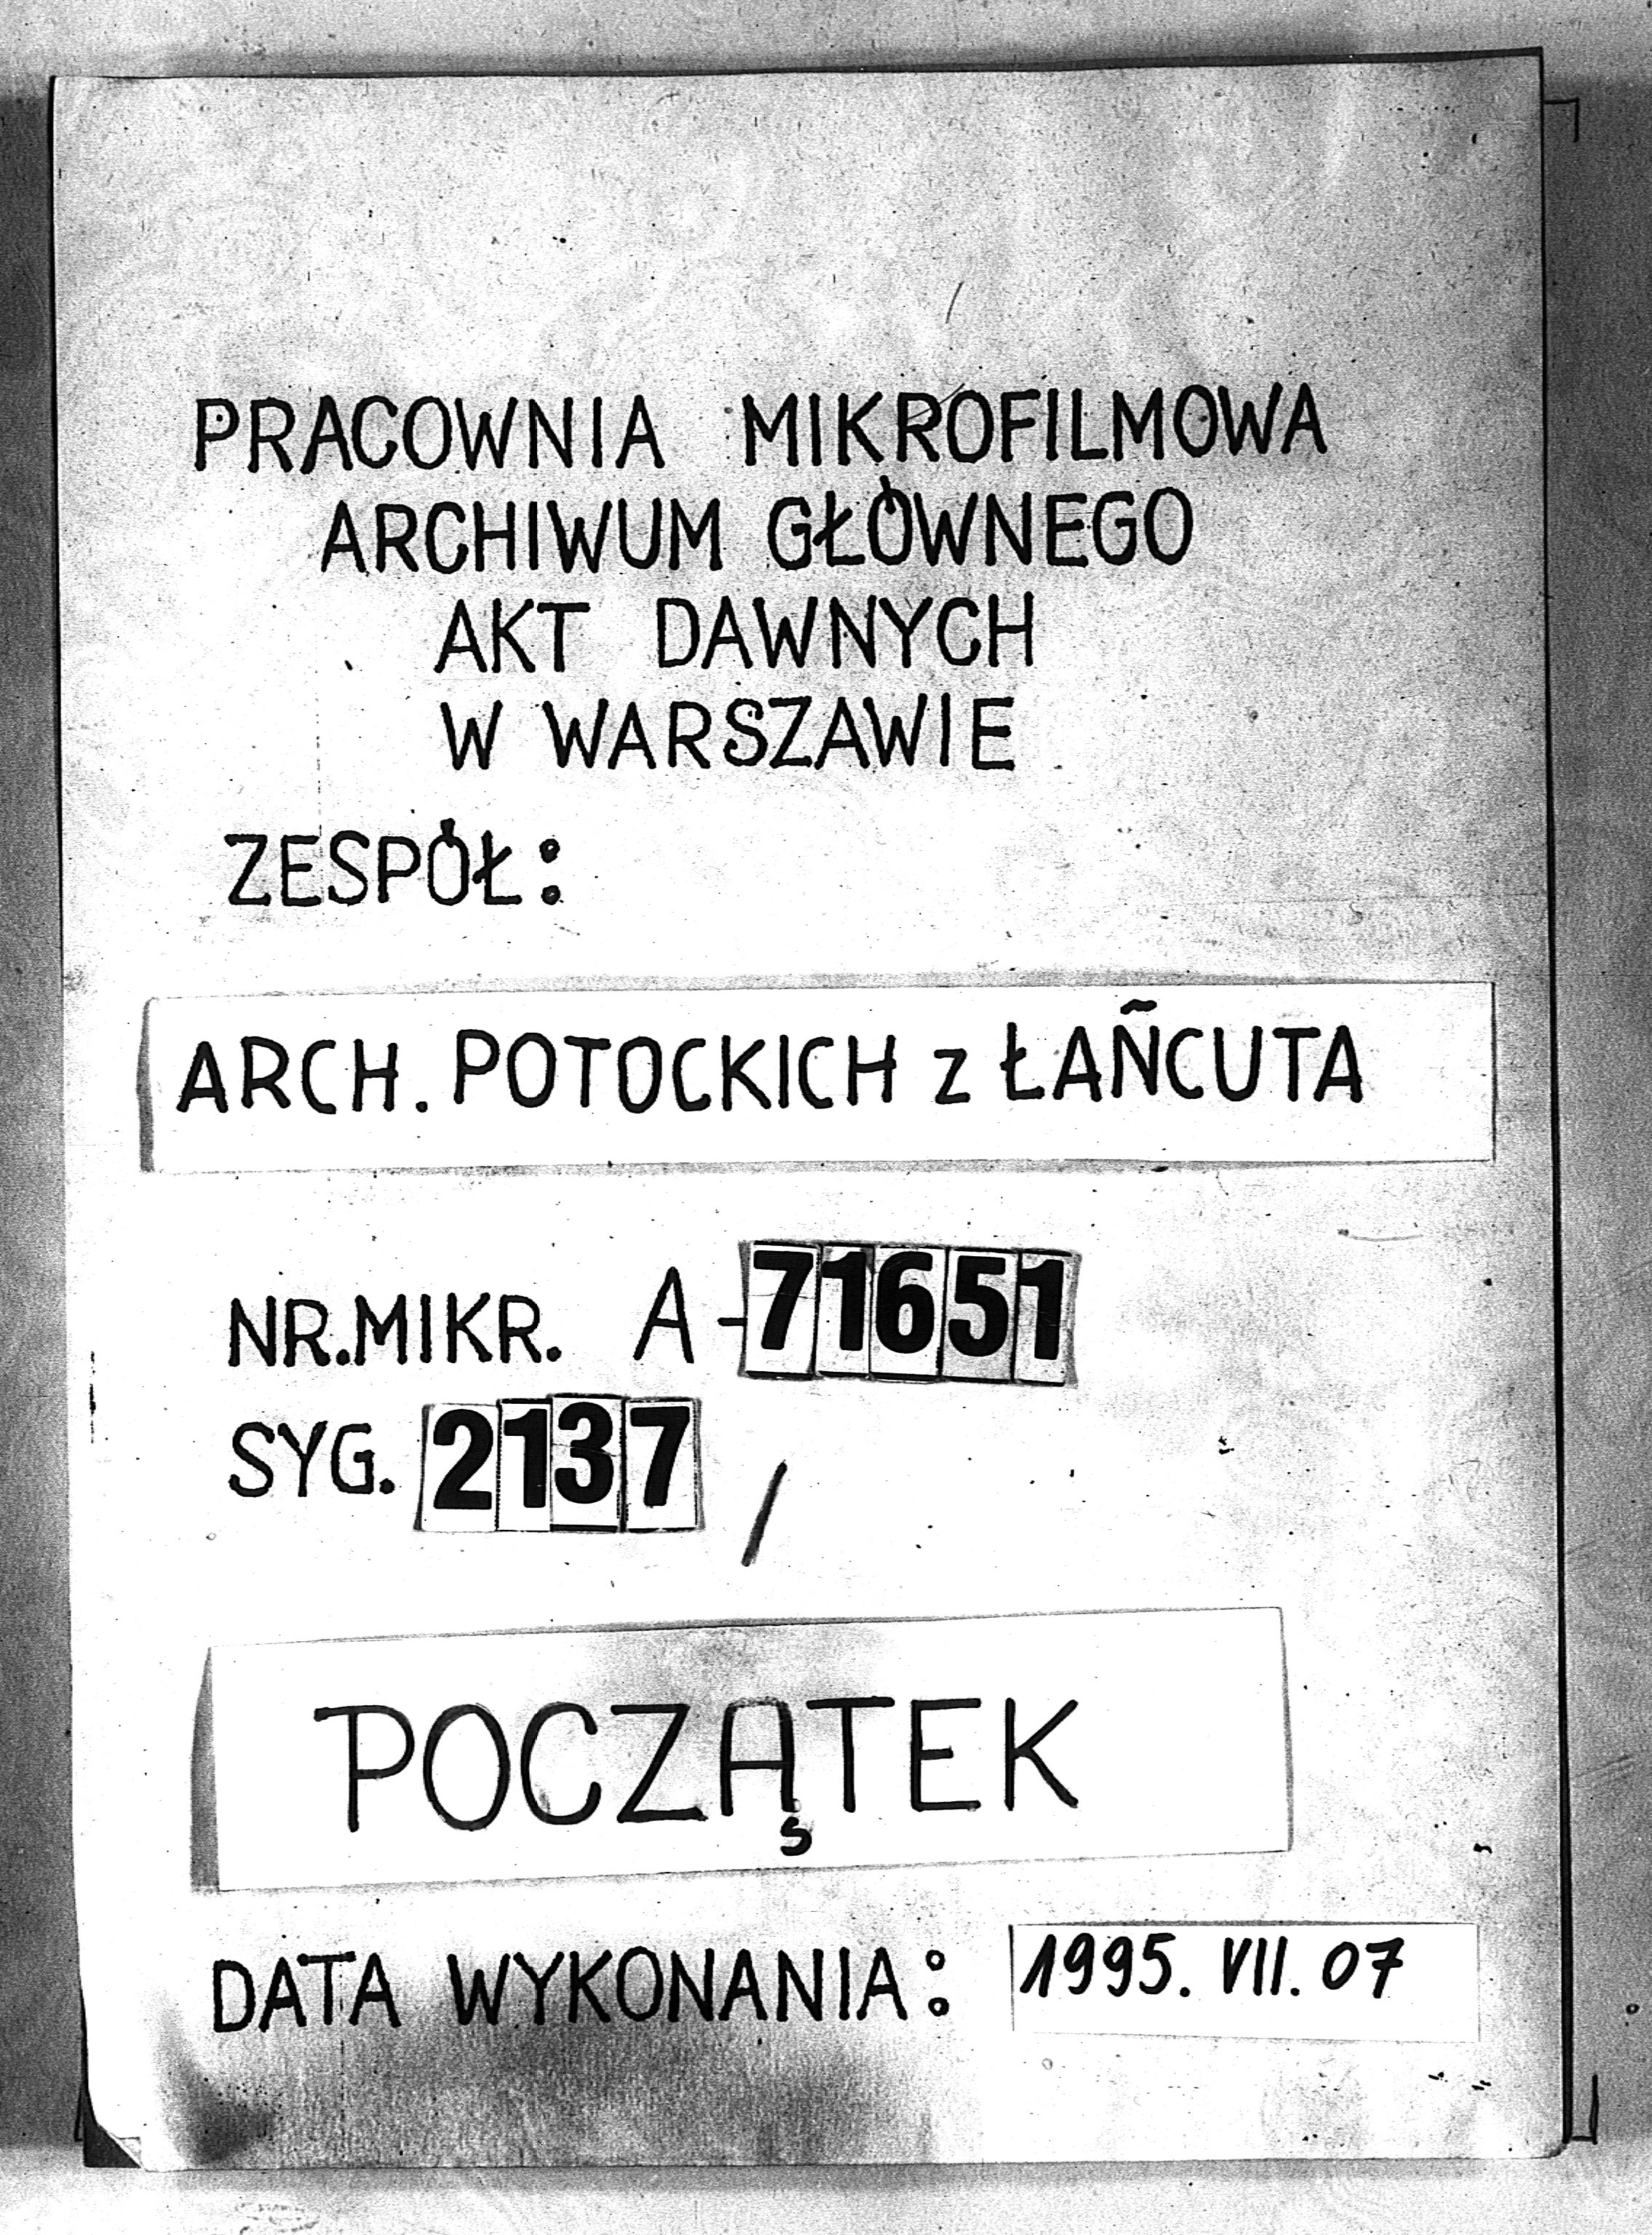 PRACOWNIA MIKROFILMOWA
ARCHIWUM GŁÓWNEGO
AKT DAWNYCH
W WARSZAWIE
ZESPÓŁ:
ARCH. POTOCKICH z ŁAŃCUTA
NR. MIKR. A-71651
SYG. 2137 /
POCZĄTEK
DATA WYKONANIA: 1995. VII. 07